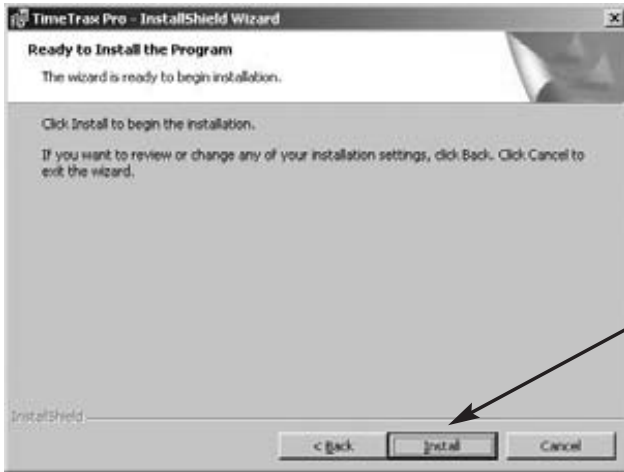 TimeTrax Pro - InstallShield Wizard
Ready to Install the Program
The wizard is ready to begin installation.
Click Install to begin the installation.
If you want to review or change any of your installation settings, click Back. Click Cancel to
exit the wizard.
InstallShield
< Back
Install
Cancel